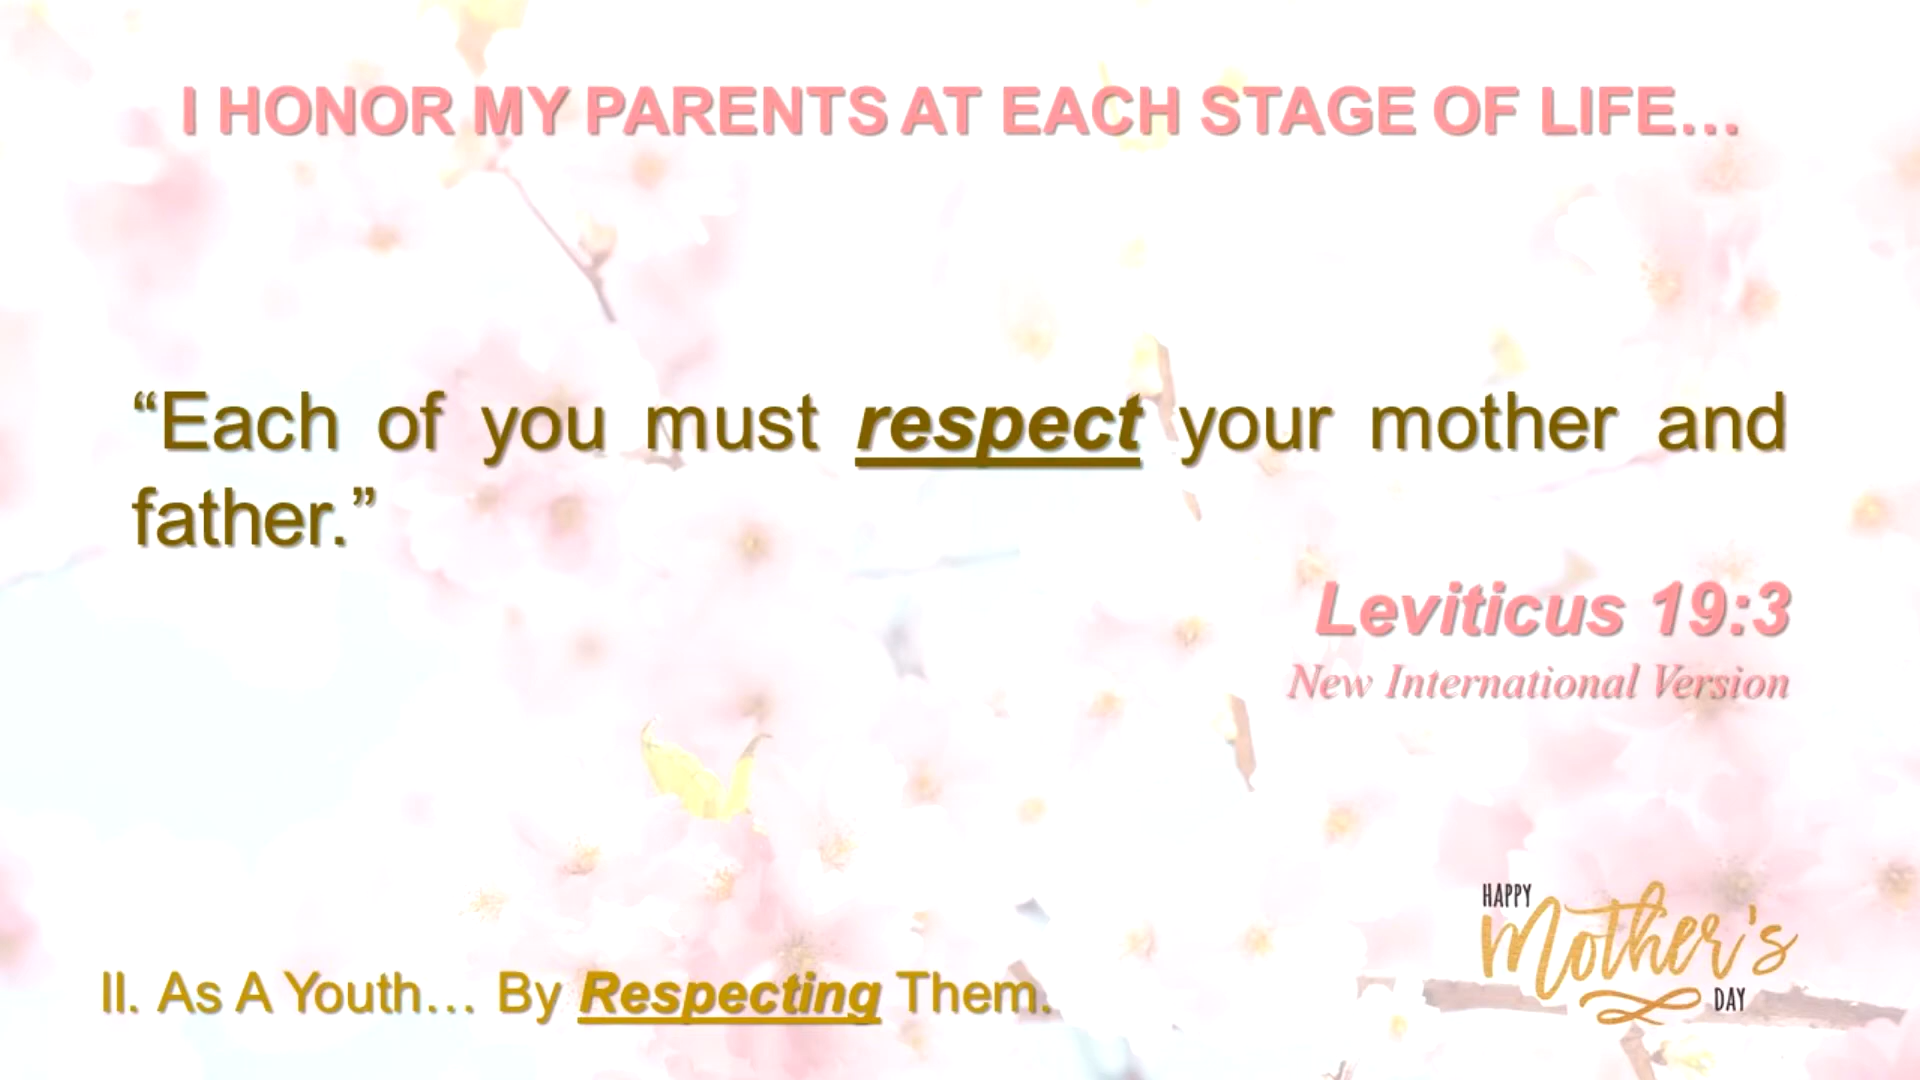 I HONOR MY PARENTS AT EACH STAGE OF LIFE…
“Each of you must respect your mother and
father.”
Leviticus 19:3
New International Version
II. As A Youth… By Respecting Them.
HAPPY
Mother's
DAY